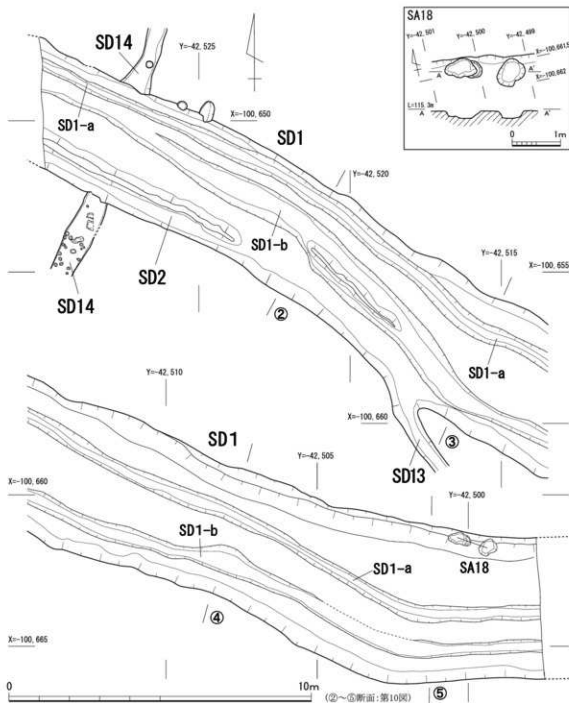 SA18
Y=-42,501
Y=-42,500
Y=-42,499
X=-100,661.5
X=-100,662
A
A'
L=115.3m
A
A'
0 1m
SD14
Y=-42,525
SD1-a
X=-100,650
SD1
Y=-42,520
SD1-b
Y=-42,515
X=-100,655
SD2
SD14
②
SD1-a
X=-100,660
③
SD13
Y=-42,510
SD1
Y=-42,505
X=-100,660
Y=-42,500
SD1-b
SD1-a
SA18
④
X=-100,665
⑤
0 10m
(②〜⑤断面:第10図)